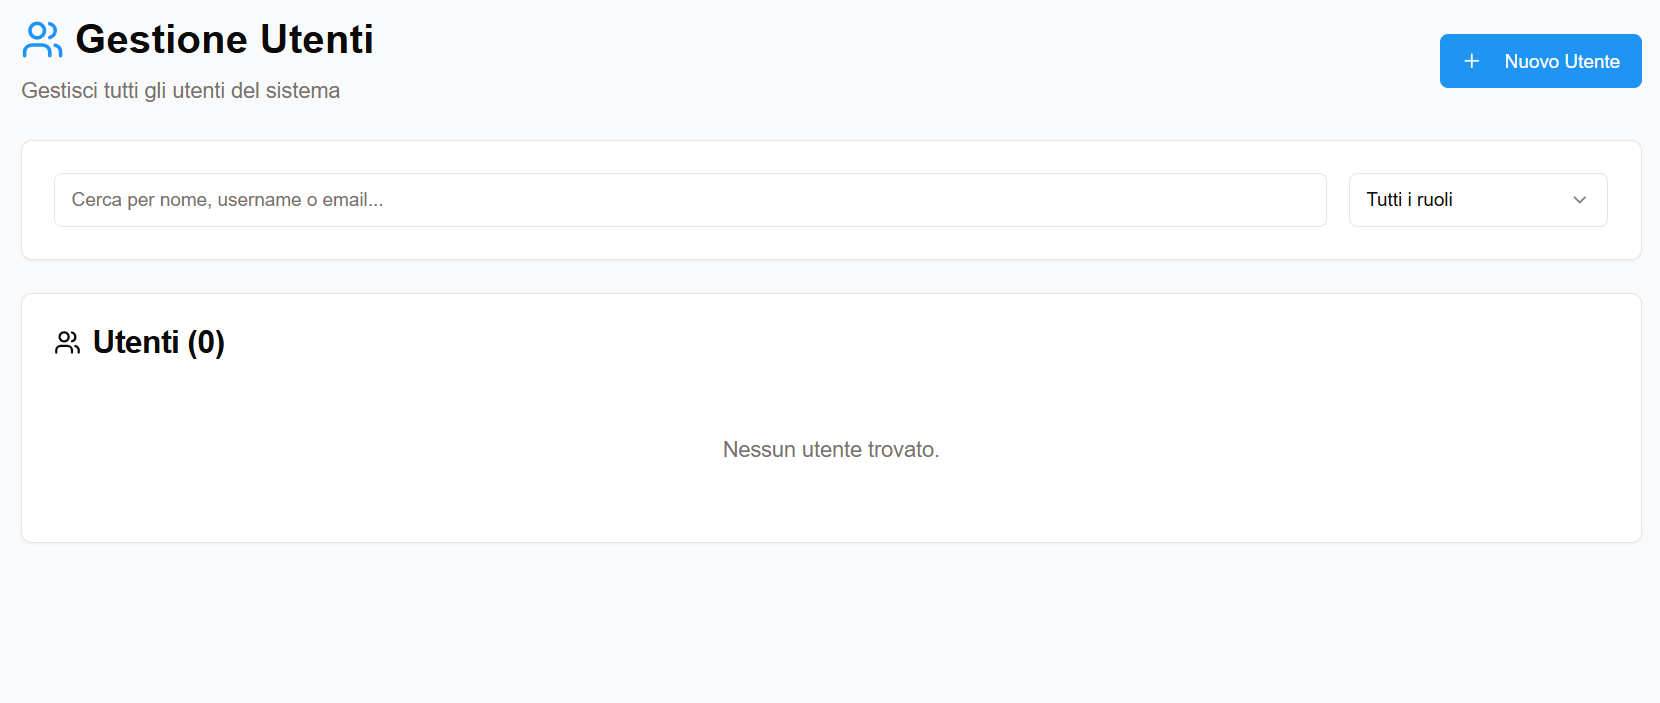 Gestione Utenti
Gestisci tutti gli utenti del sistema
Nuovo Utente
Cerca per nome, username o email...
Tutti i ruoli
Utenti (0)
Nessun utente trovato.